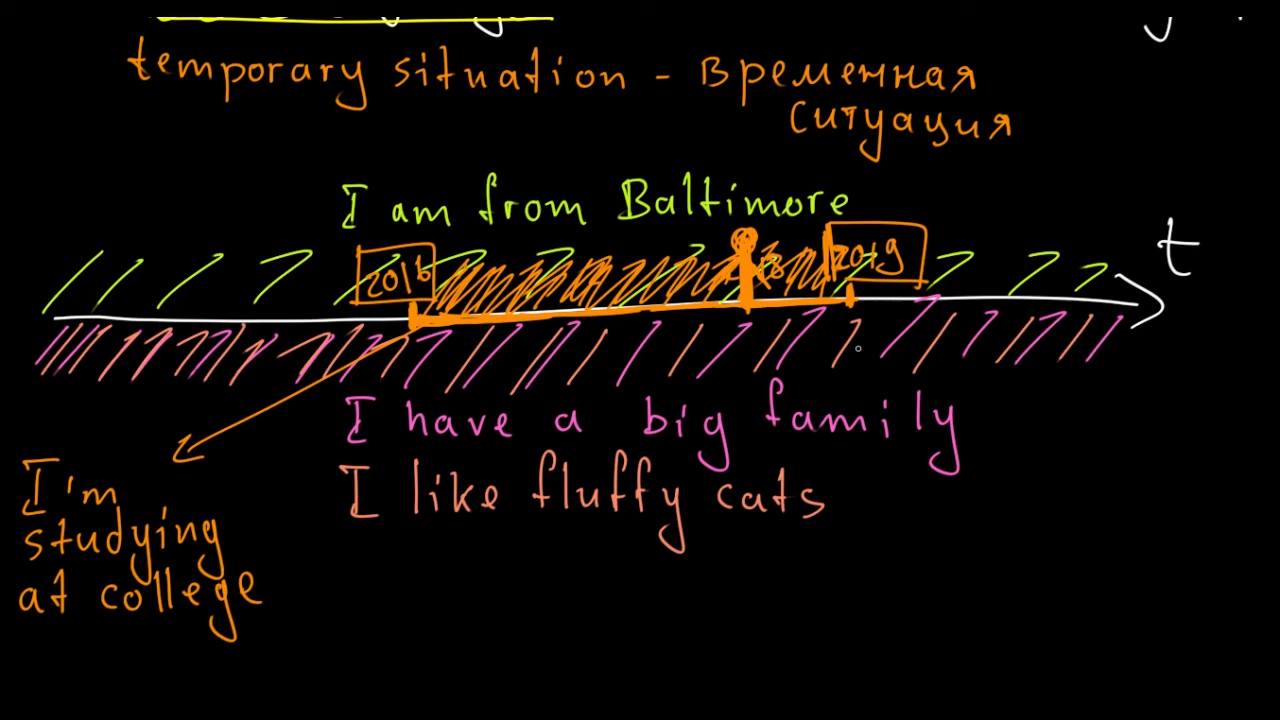 temporary situation - временная
ситуация
I am from Baltimore
2016
2019
t
I have a big family
I like fluffy cats
I'm
studying
at college